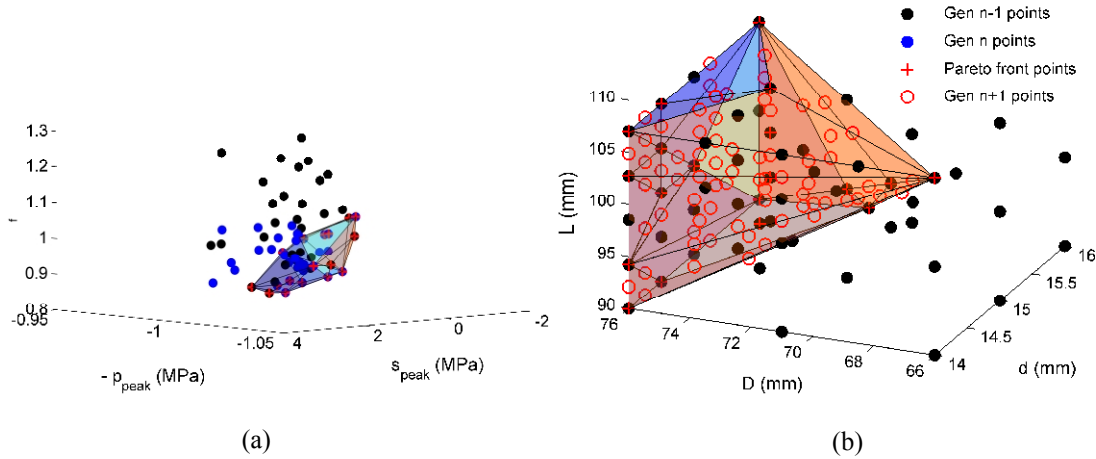 Gen n-1 points
Gen n points
Pareto front points
Gen n+1 points
1.3
1.2
1.1
1
0.9
0.8
f
-0.95
-1
-1.05
4
2
0
-2
- p_peak (MPa)
s_peak (MPa)
(a)
110
105
100
95
90
L (mm)
76
74
72
70
68
66
D (mm)
14
14.5
15
15.5
16
d (mm)
(b)